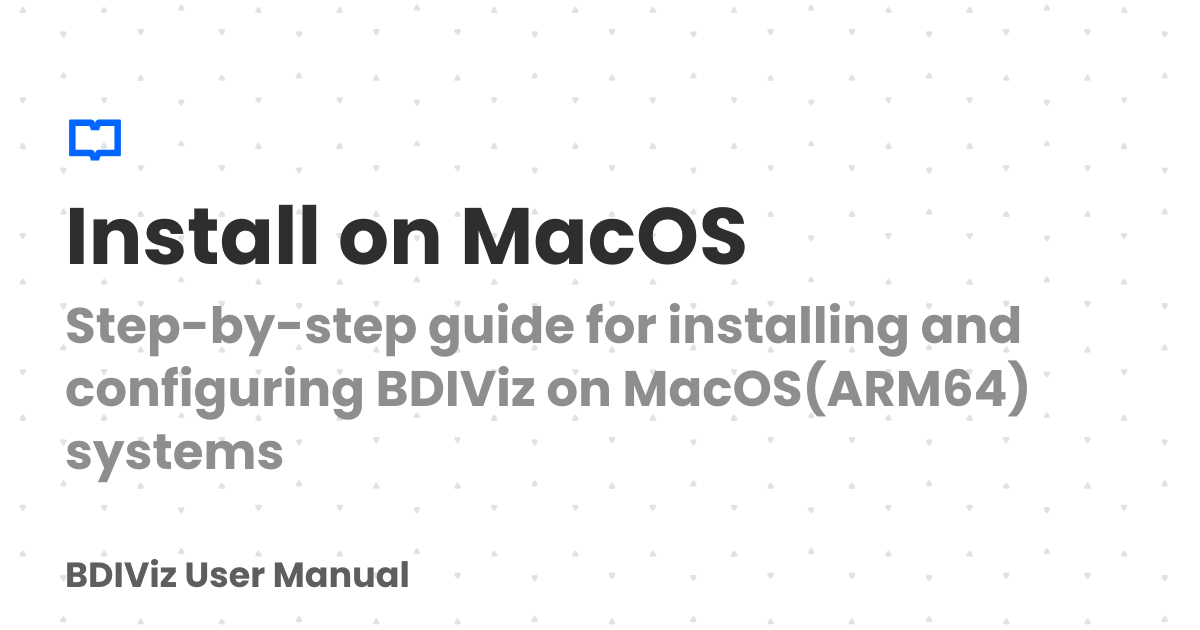 Install on MacOS
Step-by-step guide for installing and
configuring BDIViz on MacOS(ARM64)
systems
BDIViz User Manual